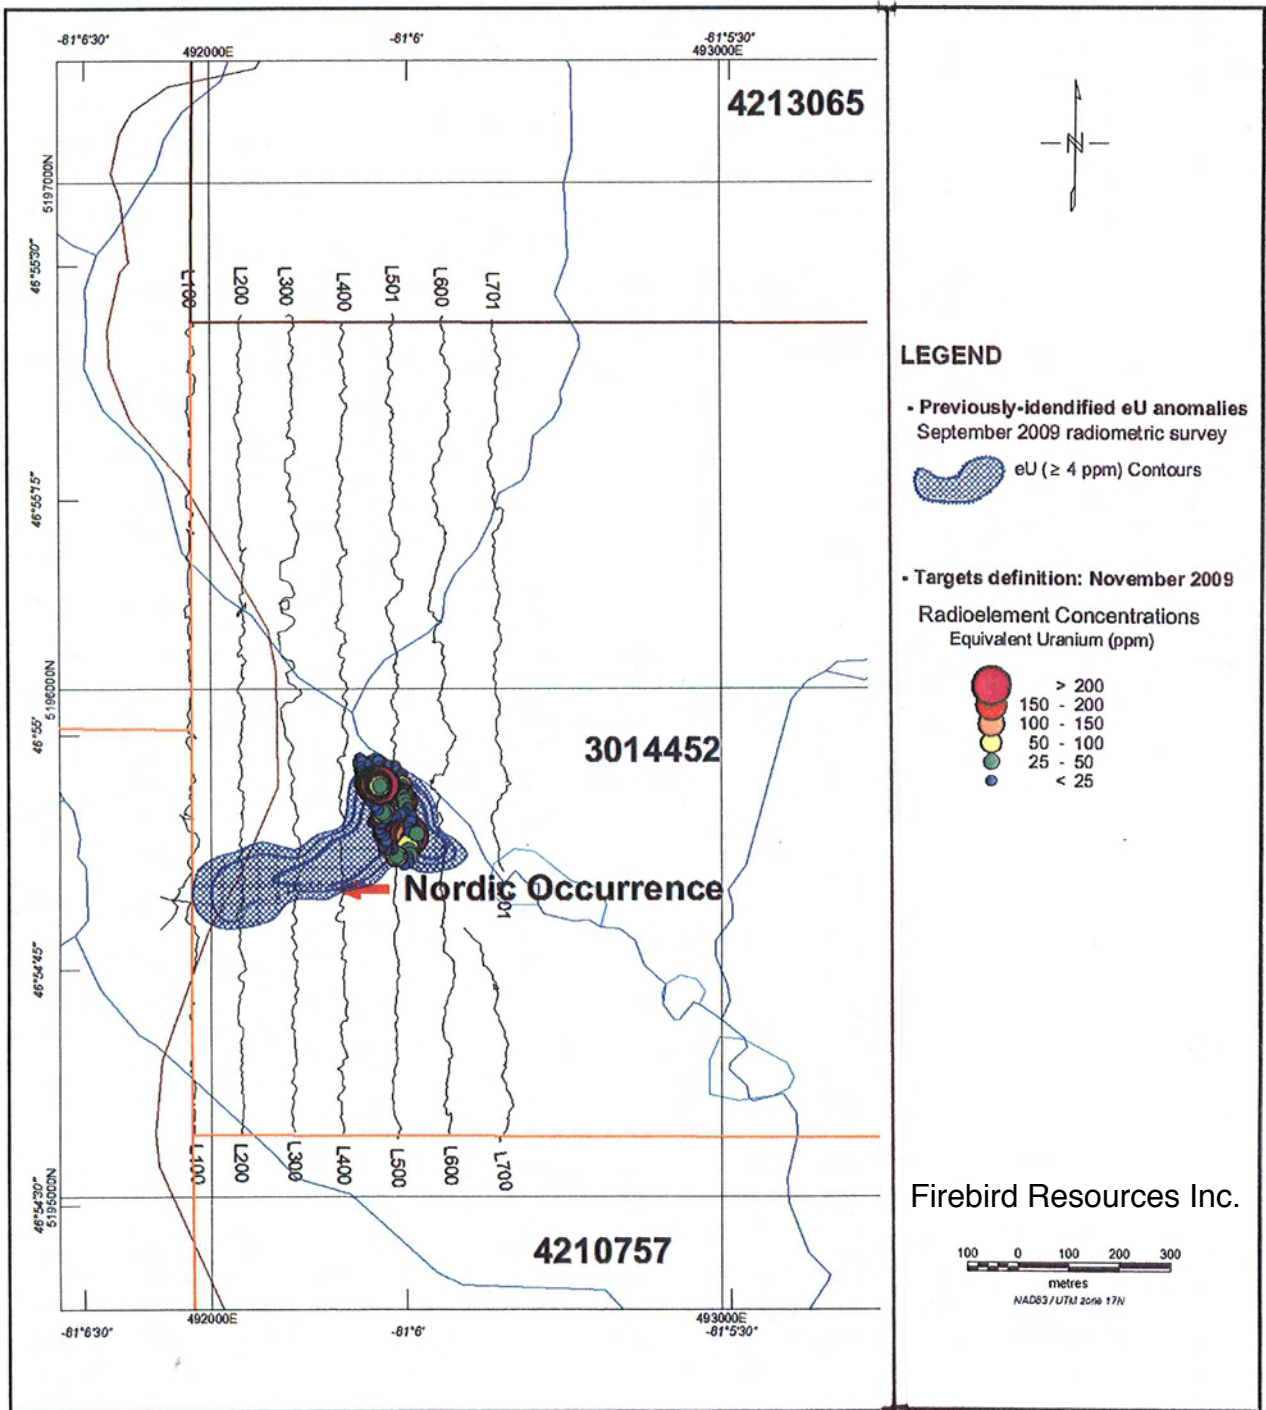 -81°6'30" -81°6' -81°5'30"
492000E 493000E
4213065
5197000N
46°55'30"
L100 L200 L300 L400 L501 L600 L701
46°55'15"
5196000N
46°55'
3014452
Nordic Occurrence
01
46°54'45"
L100 L200 L300 L400 L500 L600 L700
5195000N
46°54'30"
4210757
492000E 493000E
-81°6'30" -81°6' -81°5'30"
N
LEGEND
- Previously-idendified eU anomalies
September 2009 radiometric survey
eU (≥ 4 ppm) Contours
- Targets definition: November 2009
Radioelement Concentrations
Equivalent Uranium (ppm)
> 200
150 - 200
100 - 150
50 - 100
25 - 50
< 25
Firebird Resources Inc.
100 0 100 200 300
metres
NAD83 / UTM zone 17N